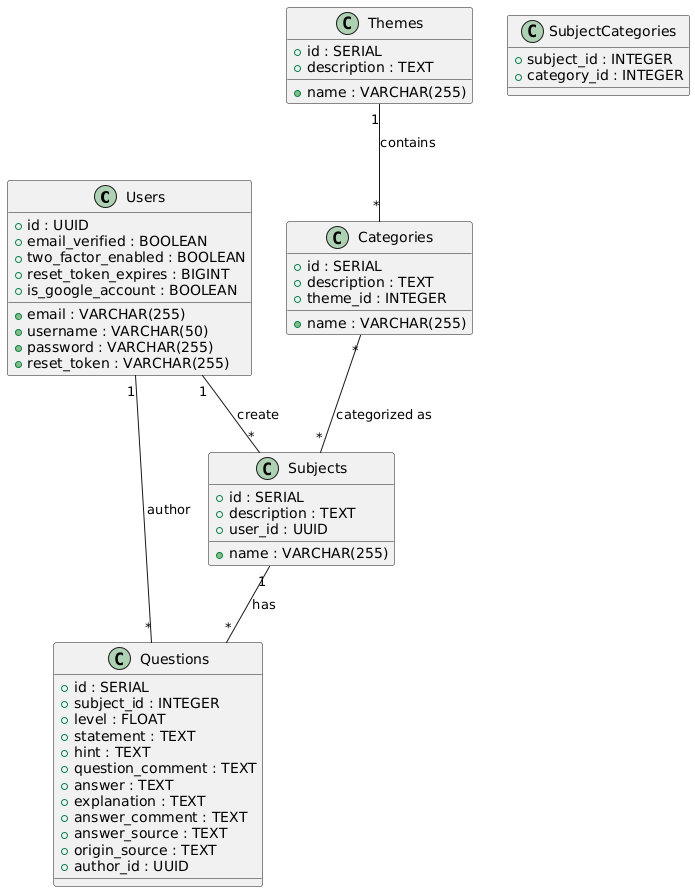 C Themes
id : SERIAL
description : TEXT
name : VARCHAR(255)
C SubjectCategories
subject_id : INTEGER
category_id : INTEGER
1
contains
*
C Users
id : UUID
email_verified : BOOLEAN
two_factor_enabled : BOOLEAN
reset_token_expires : BIGINT
is_google_account : BOOLEAN
email : VARCHAR(255)
username : VARCHAR(50)
password : VARCHAR(255)
reset_token : VARCHAR(255)
C Categories
id : SERIAL
description : TEXT
theme_id : INTEGER
name : VARCHAR(255)
1
author
*
1
create
*
*
categorized as
*
C Subjects
id : SERIAL
description : TEXT
user_id : UUID
name : VARCHAR(255)
1
has
*
C Questions
id : SERIAL
subject_id : INTEGER
level : FLOAT
statement : TEXT
hint : TEXT
question_comment : TEXT
answer : TEXT
explanation : TEXT
answer_comment : TEXT
answer_source : TEXT
origin_source : TEXT
author_id : UUID